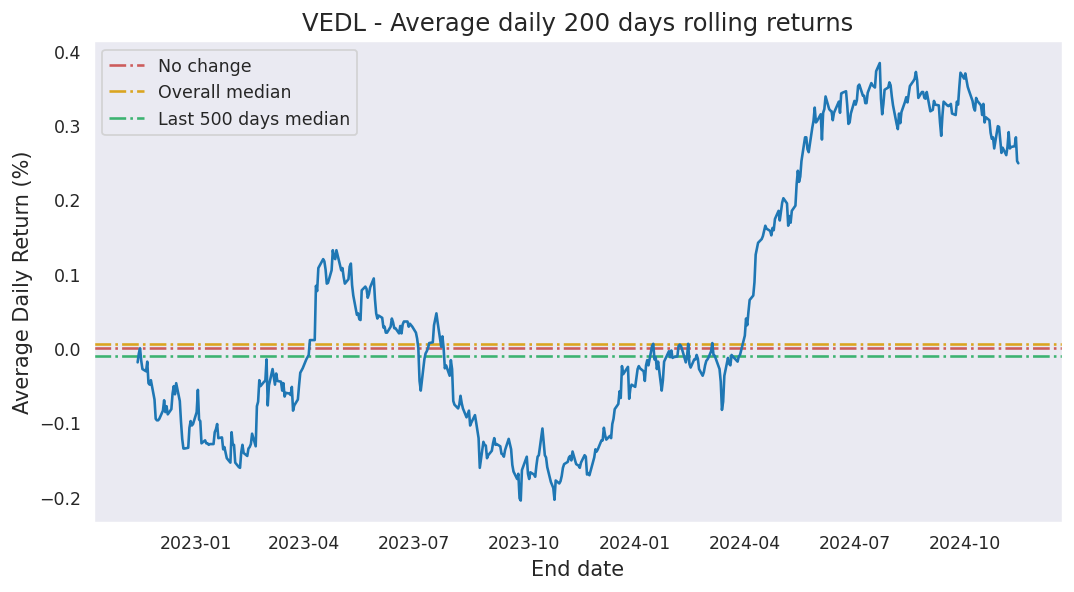 VEDL - Average daily 200 days rolling returns
No change
Overall median
Last 500 days median
Average Daily Return (%)
0.4
0.3
0.2
0.1
0.0
−0.1
−0.2
2023-01 2023-04 2023-07 2023-10 2024-01 2024-04 2024-07 2024-10
End date